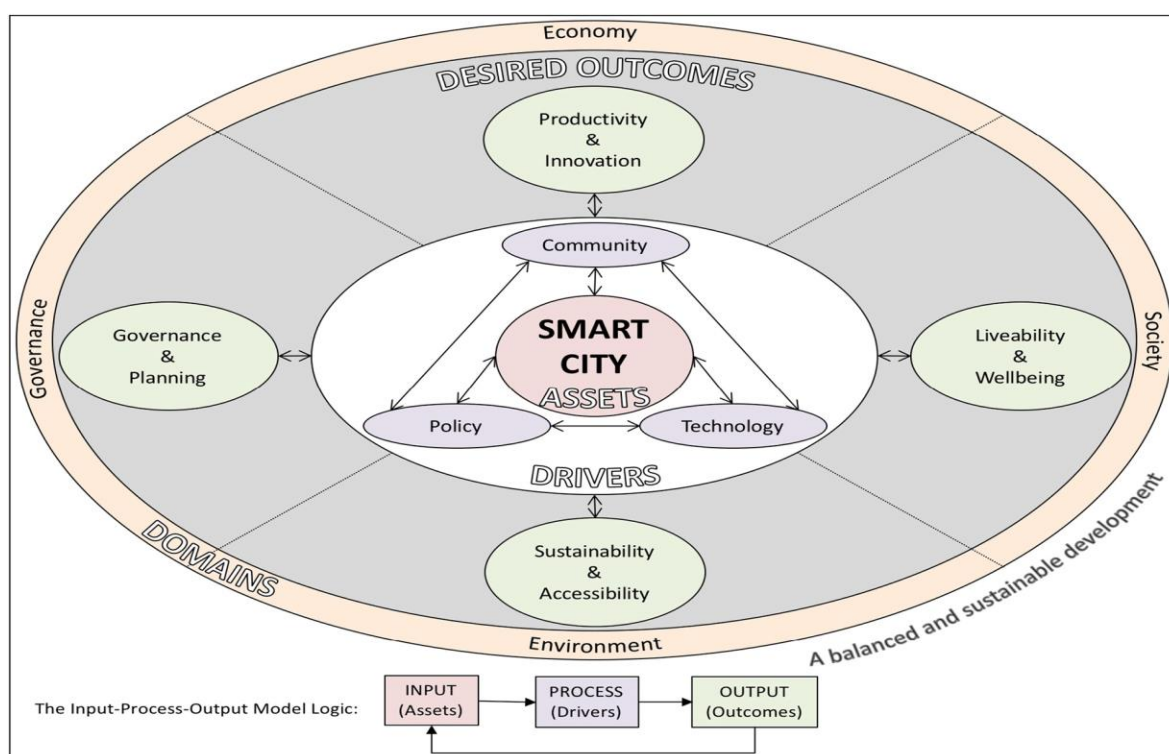 Economy
DESIRED OUTCOMES
Productivity
&
Innovation
Community
SMART
CITY
ASSETS
Governance
Governance
&
Planning
Liveability
&
Wellbeing
Society
Policy
Technology
DRIVERS
DOMAINS
Sustainability
&
Accessibility
Environment
A balanced and sustainable development
The Input-Process-Output Model Logic:
INPUT
(Assets)
PROCESS
(Drivers)
OUTPUT
(Outcomes)